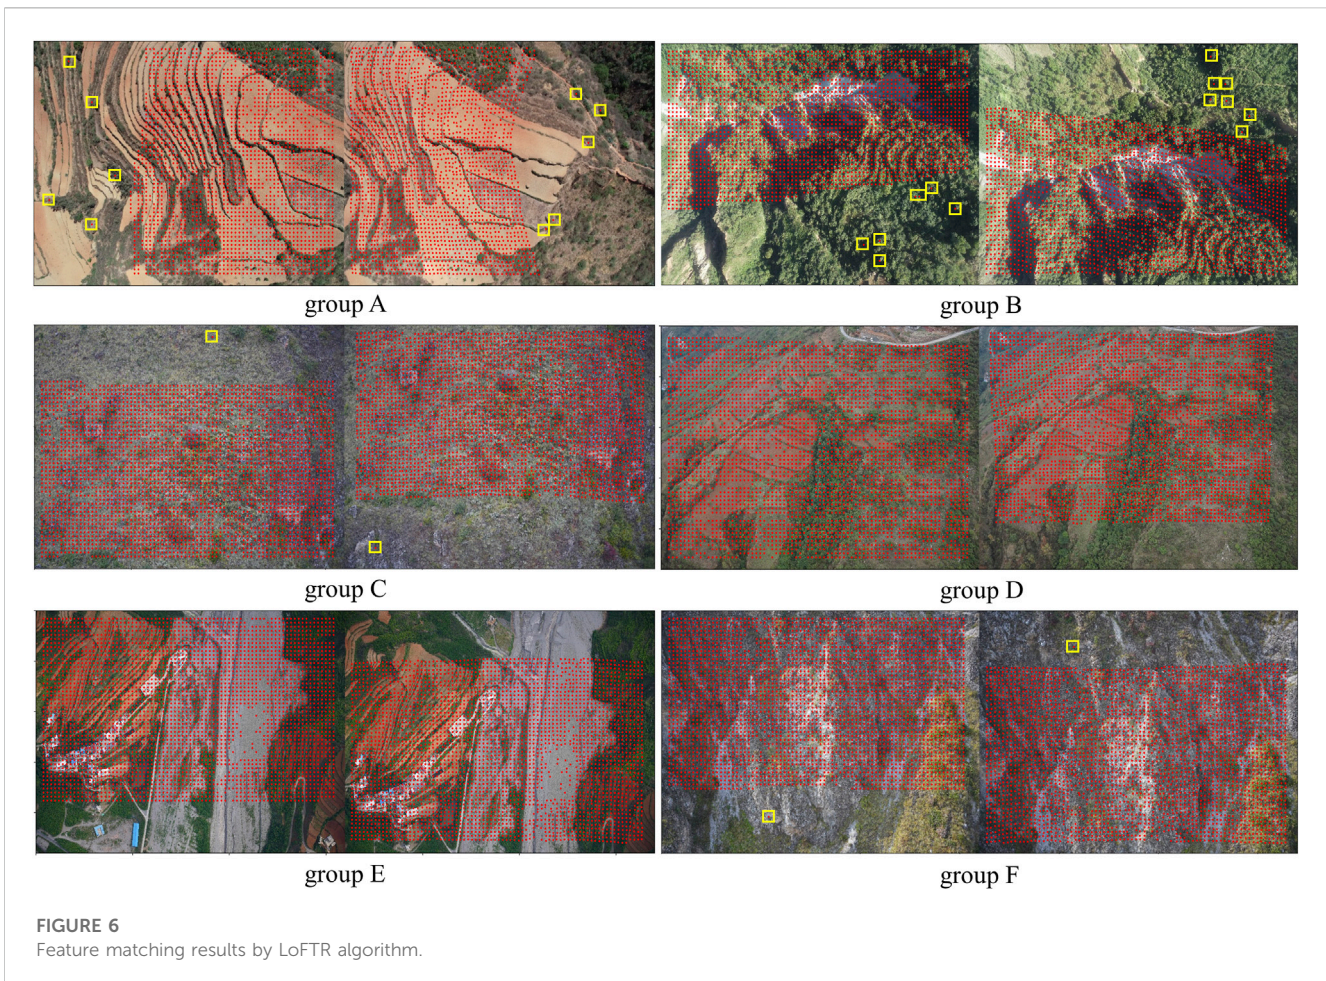 group A
group B
group C
group D
group E
group F
FIGURE 6
Feature matching results by LoFTR algorithm.